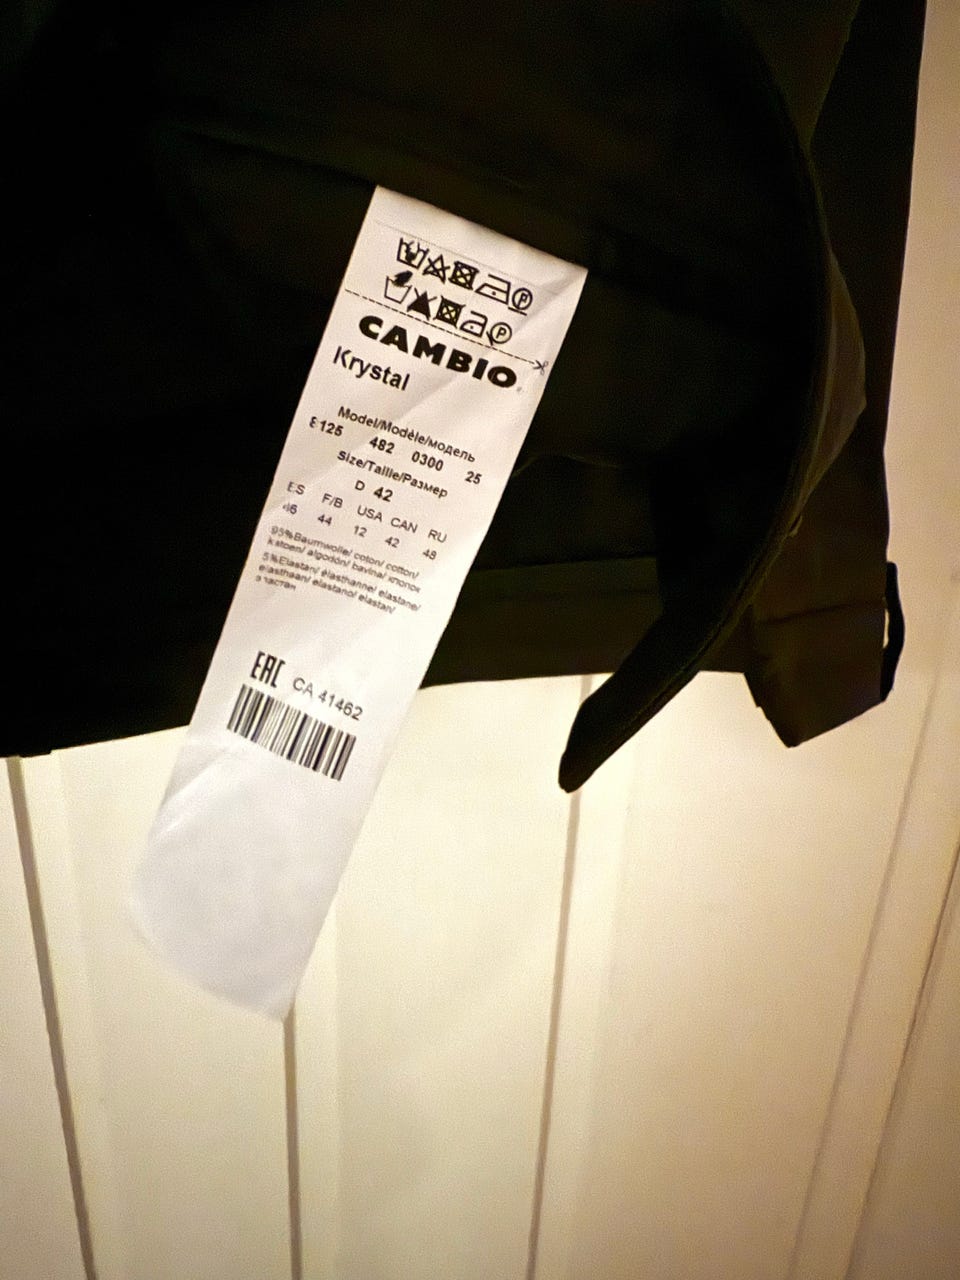 CAMBIO
Krystal
Model/Modèle/модель
8125 482 0300 25
Size/Taille/Размер
D 42
ES F/B USA CAN RU
46 44 12 42 48
95%Baumwolle/ coton/ cotton/
katoen/ algodón/ bavlna/ хлопок
5%Elastan/ élasthanne/ elastane/
elasthaan/ elastano/ elastan/
эластан
EAC CA 41462